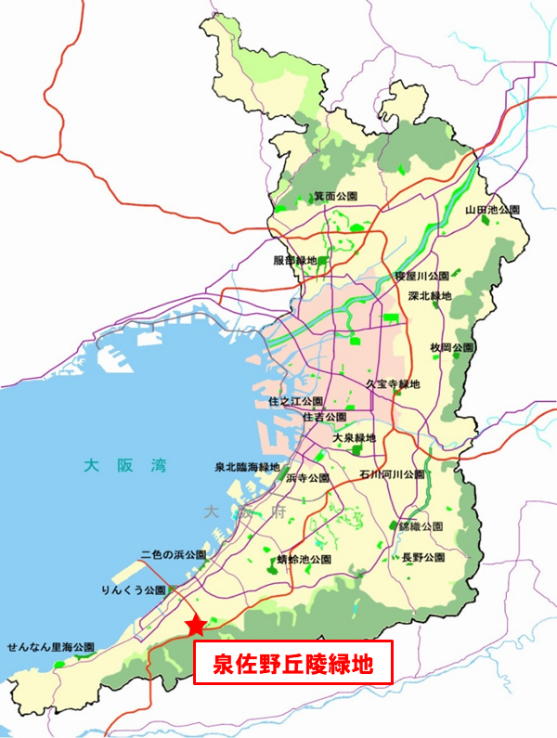 箕面公園
山田池公園
服部緑地
寝屋川公園
深北緑地
枚岡公園
久宝寺緑地
住之江公園
住吉公園
大泉緑地
大阪湾
泉北臨海緑地
浜寺公園
石川河川公園
大阪府
錦織公園
二色の浜公園
蜻蛉池公園
長野公園
りんくう公園
せんなん里海公園
泉佐野丘陵緑地